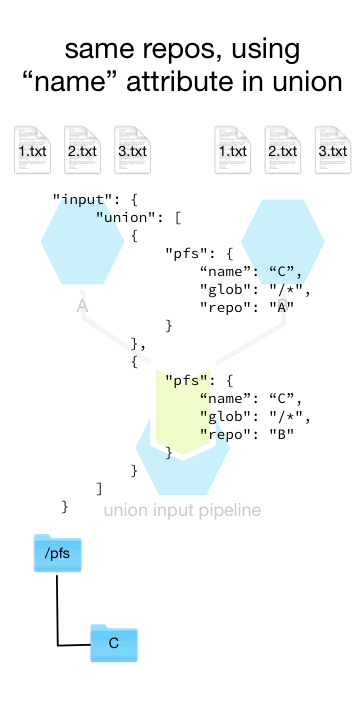 same repos, using
“name” attribute in union
1.txt 2.txt 3.txt 1.txt 2.txt 3.txt
"input": {
"union": [
{
"pfs": {
“name”: “C”,
"glob": "/*",
"repo": "A"
A
}
},
{
"pfs": {
“name”: “C”,
"glob": "/*",
"repo": "B"
}
}
]
}
union input pipeline
/pfs
C